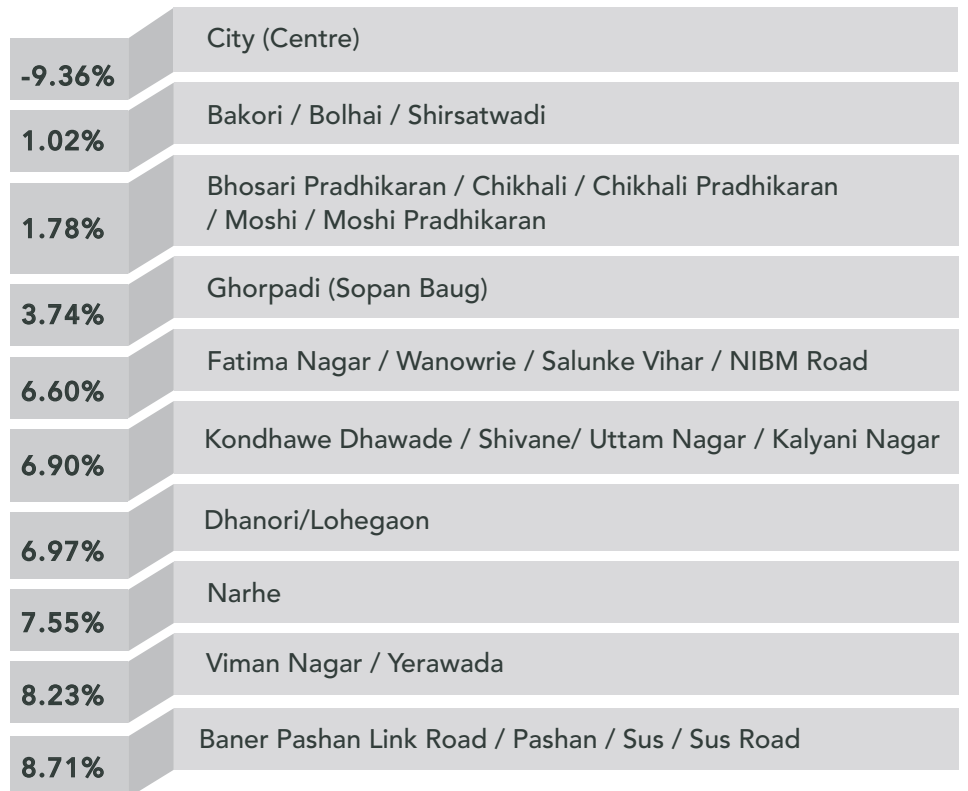 City (Centre)
-9.36%
Bakori / Bolhai / Shirsatwadi
1.02%
Bhosari Pradhikaran / Chikhali / Chikhali Pradhikaran
/ Moshi / Moshi Pradhikaran
1.78%
Ghorpadi (Sopan Baug)
3.74%
Fatima Nagar / Wanowrie / Salunke Vihar / NIBM Road
6.60%
Kondhawe Dhawade / Shivane/ Uttam Nagar / Kalyani Nagar
6.90%
Dhanori/Lohegaon
6.97%
Narhe
7.55%
Viman Nagar / Yerawada
8.23%
Baner Pashan Link Road / Pashan / Sus / Sus Road
8.71%